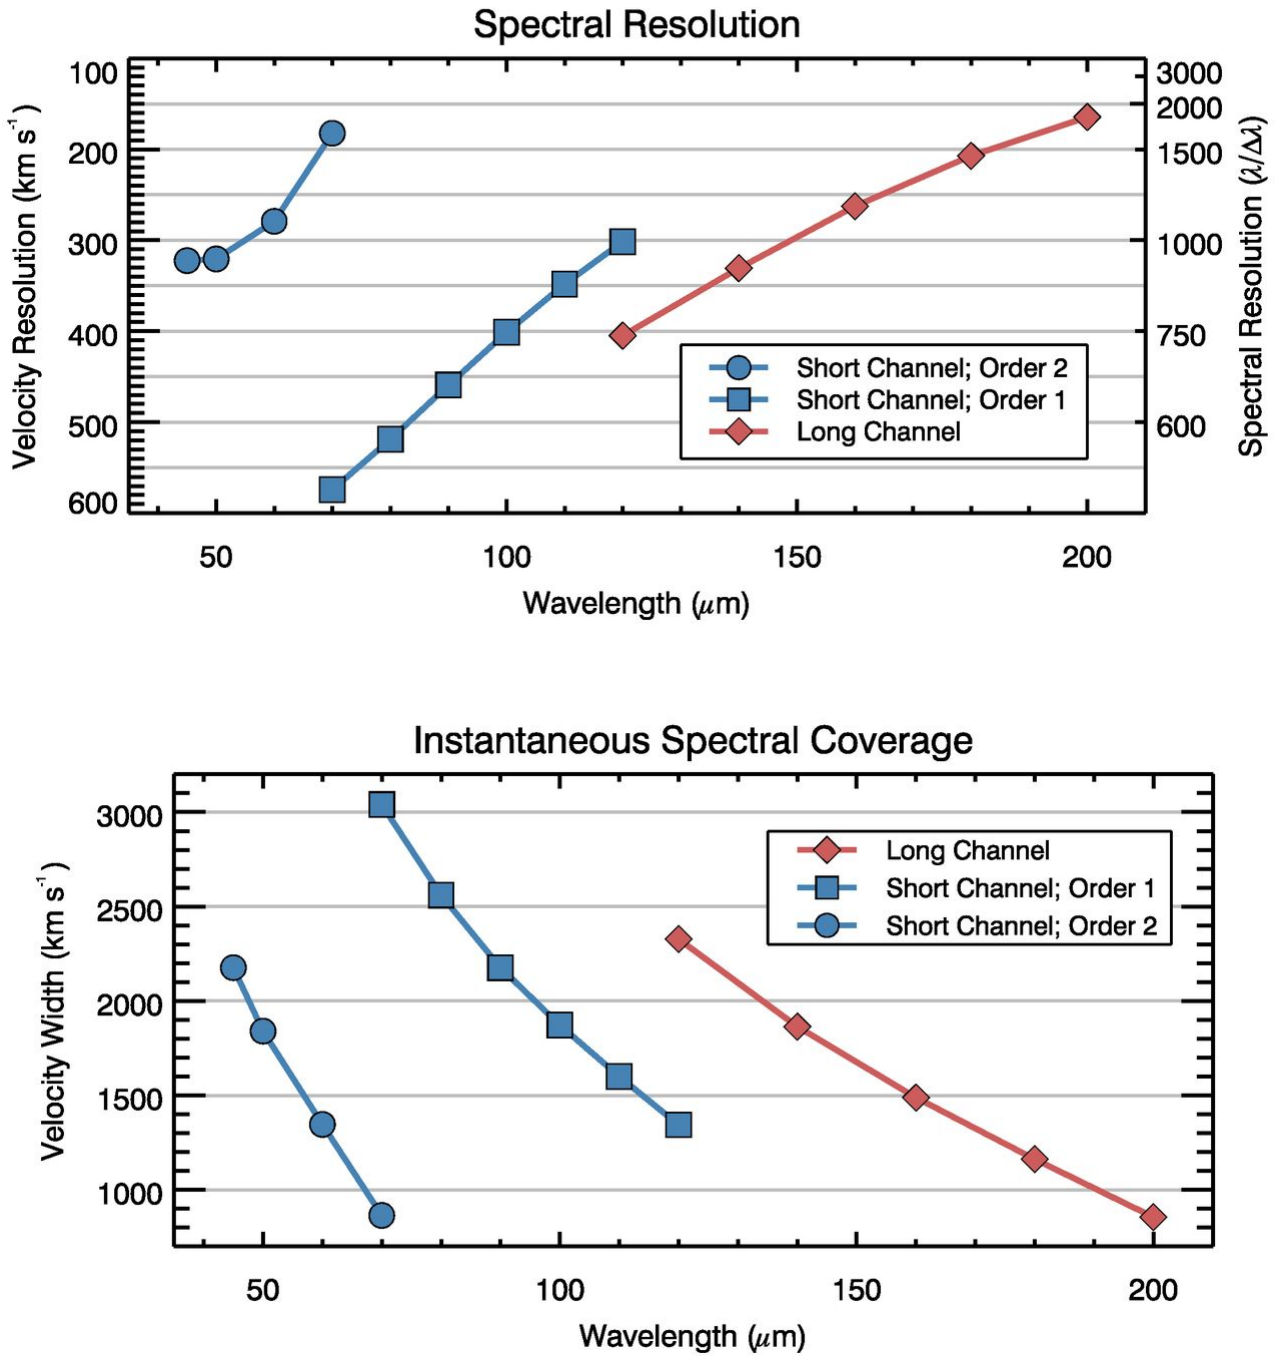 Spectral Resolution
100
200
300
400
500
600
Velocity Resolution (km s⁻¹ )
3000
2000
1500
1000
750
600
Spectral Resolution (λ/Δλ)
Short Channel; Order 2
Short Channel; Order 1
Long Channel
50 100 150 200
Wavelength (μm)
Instantaneous Spectral Coverage
3000
2500
2000
1500
1000
Velocity Width (km s⁻¹ )
Long Channel
Short Channel; Order 1
Short Channel; Order 2
50 100 150 200
Wavelength (μm)